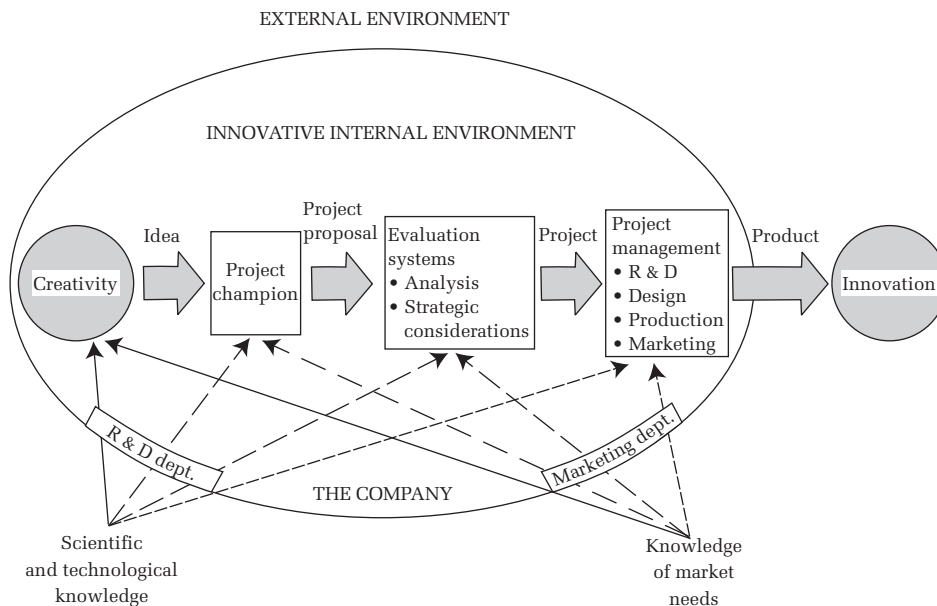 EXTERNAL ENVIRONMENT
INNOVATIVE INTERNAL ENVIRONMENT
Creativity
Idea
Project
champion
Project
proposal
Evaluation
systems
• Analysis
• Strategic
considerations
Project
Project
management
• R & D
• Design
• Production
• Marketing
Product
Innovation
R & D dept.
Marketing dept.
THE COMPANY
Scientific
and technological
knowledge
Knowledge
of market
needs